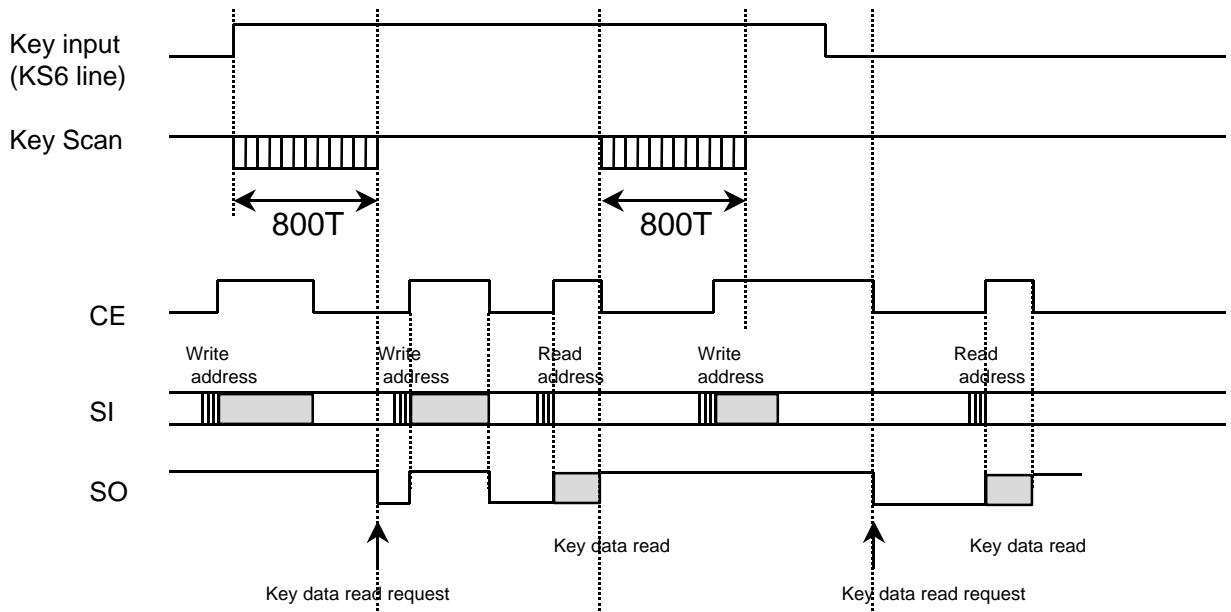 Key input
(KS6 line)
Key Scan
800T
800T
CE
Write
address
Write
address
Read
address
Write
address
Read
address
SI
SO
Key data read
Key data read
Key data read request
Key data read request